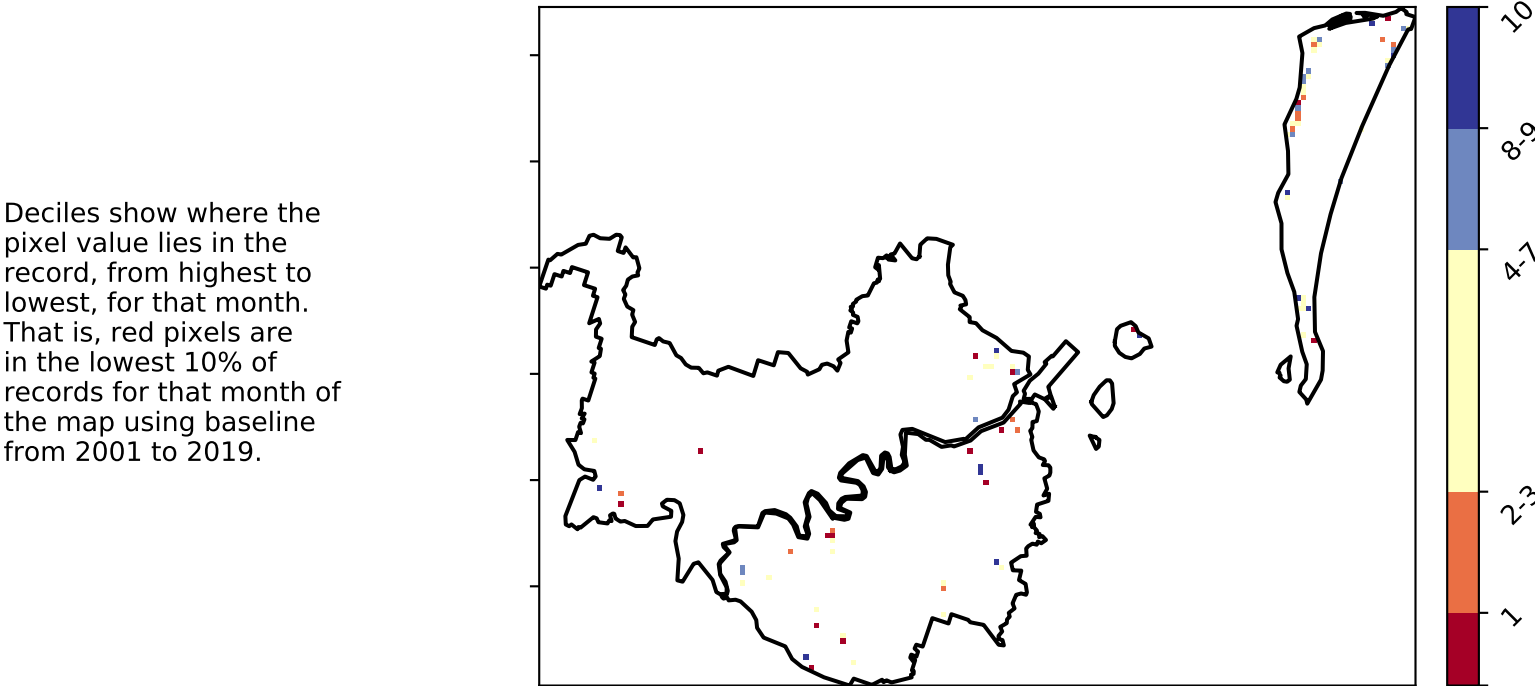 Deciles show where the
pixel value lies in the
record, from highest to
lowest, for that month.
That is, red pixels are
in the lowest 10% of
records for that month of
the map using baseline
from 2001 to 2019.
10
8-9
4-7
2-3
1